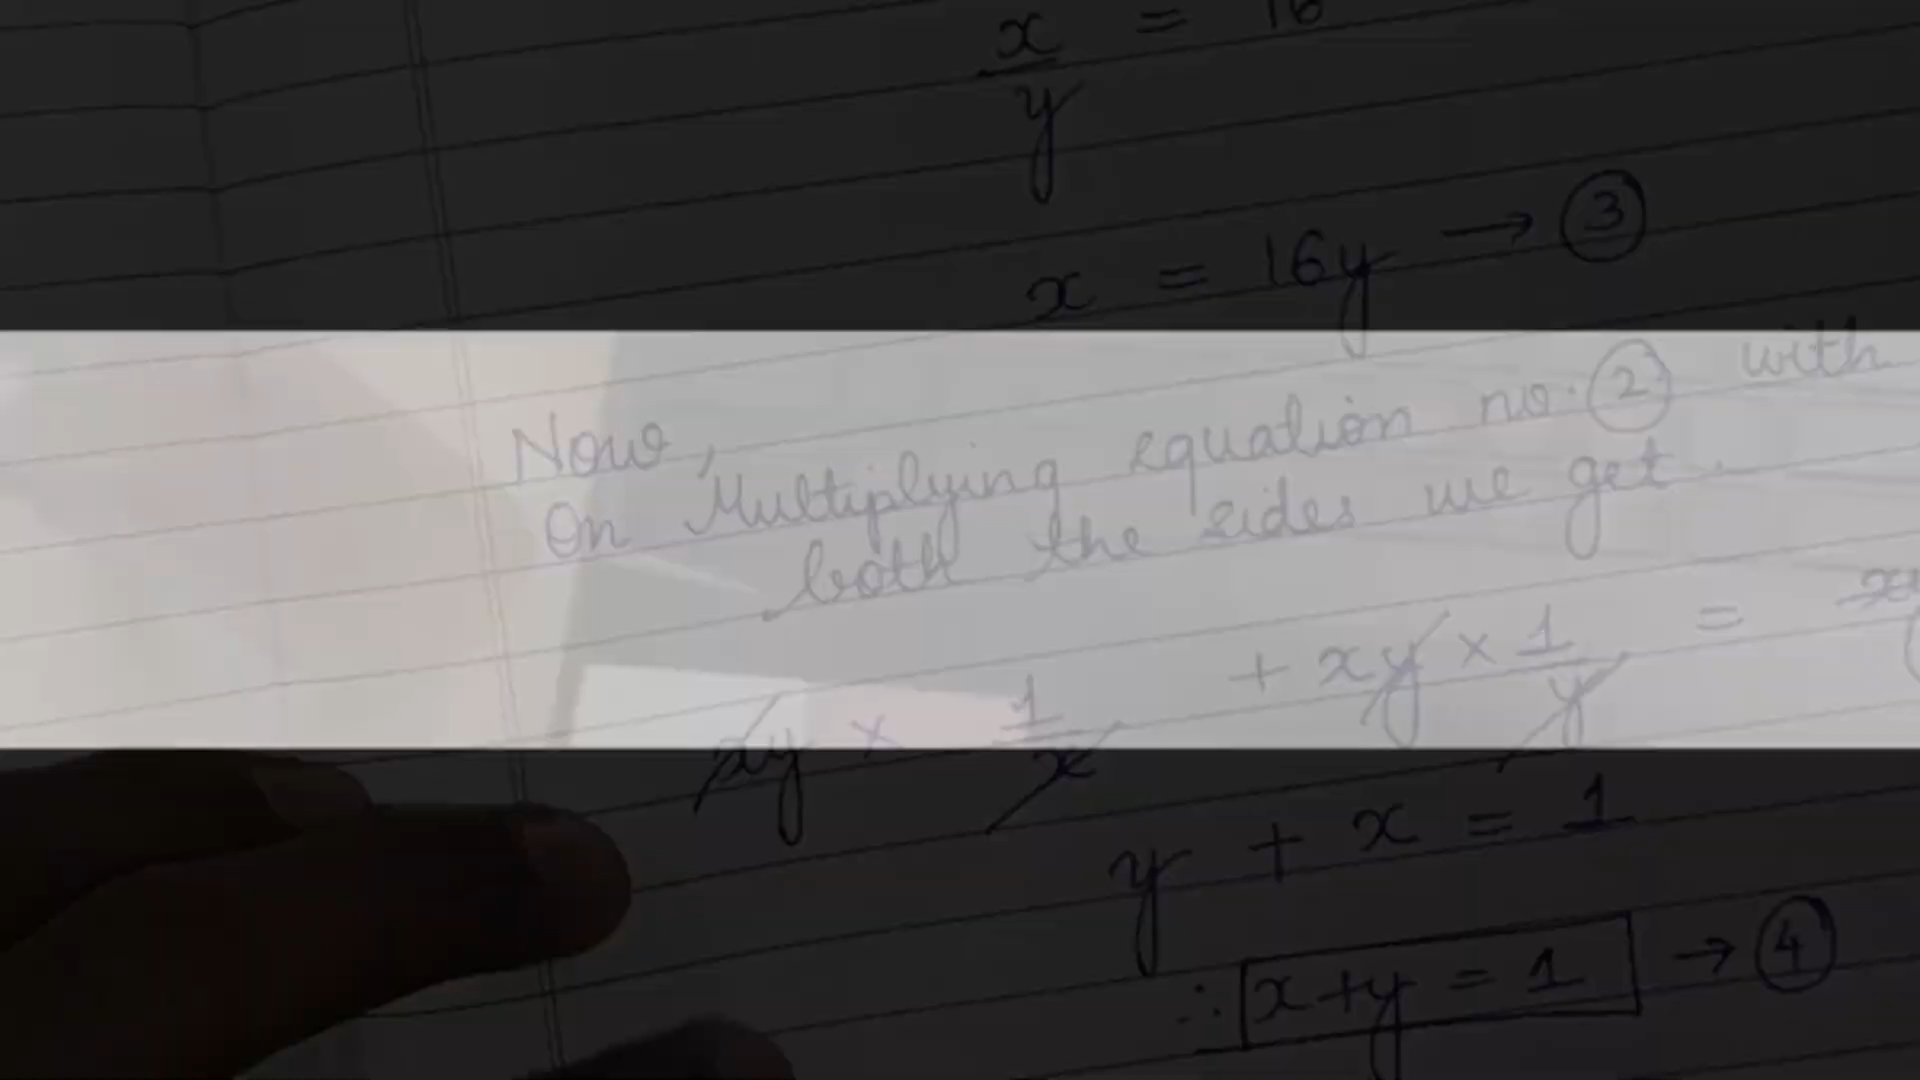 x/y = 16
x = 16y → ③
Now,
On Multiplying equation no. ② with
both the sides we get.
xy × 1/x + xy × 1/y =
y + x = 1
∴ x+y = 1 → ④